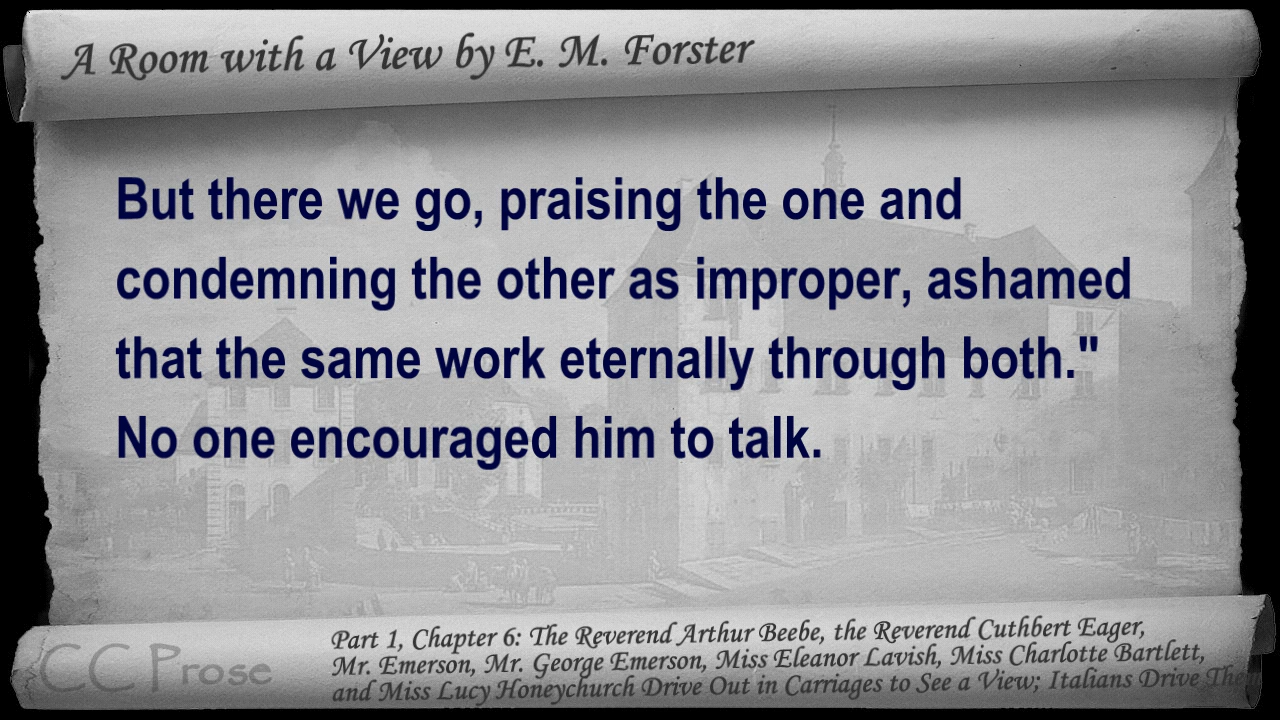 A Room with a View by E. M. Forster
But there we go, praising the one and
condemning the other as improper, ashamed
that the same work eternally through both."
No one encouraged him to talk.
CC Prose
Part 1, Chapter 6: The Reverend Arthur Beebe, the Reverend Cuthbert Eager,
Mr. Emerson, Mr. George Emerson, Miss Eleanor Lavish, Miss Charlotte Bartlett,
and Miss Lucy Honeychurch Drive Out in Carriages to See a View; Italians Drive